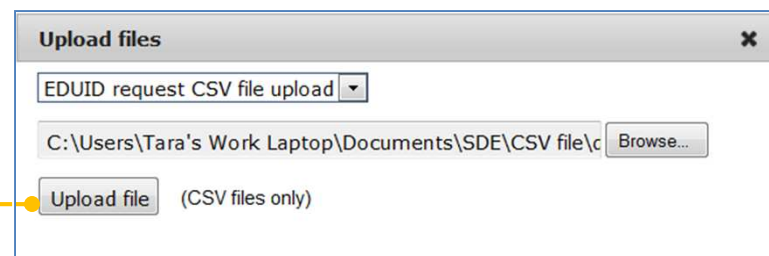 Upload files
EDUID request CSV file upload
C:\Users\Tara's Work Laptop\Documents\SDE\CSV file\ Browse...
Upload file (CSV files only)